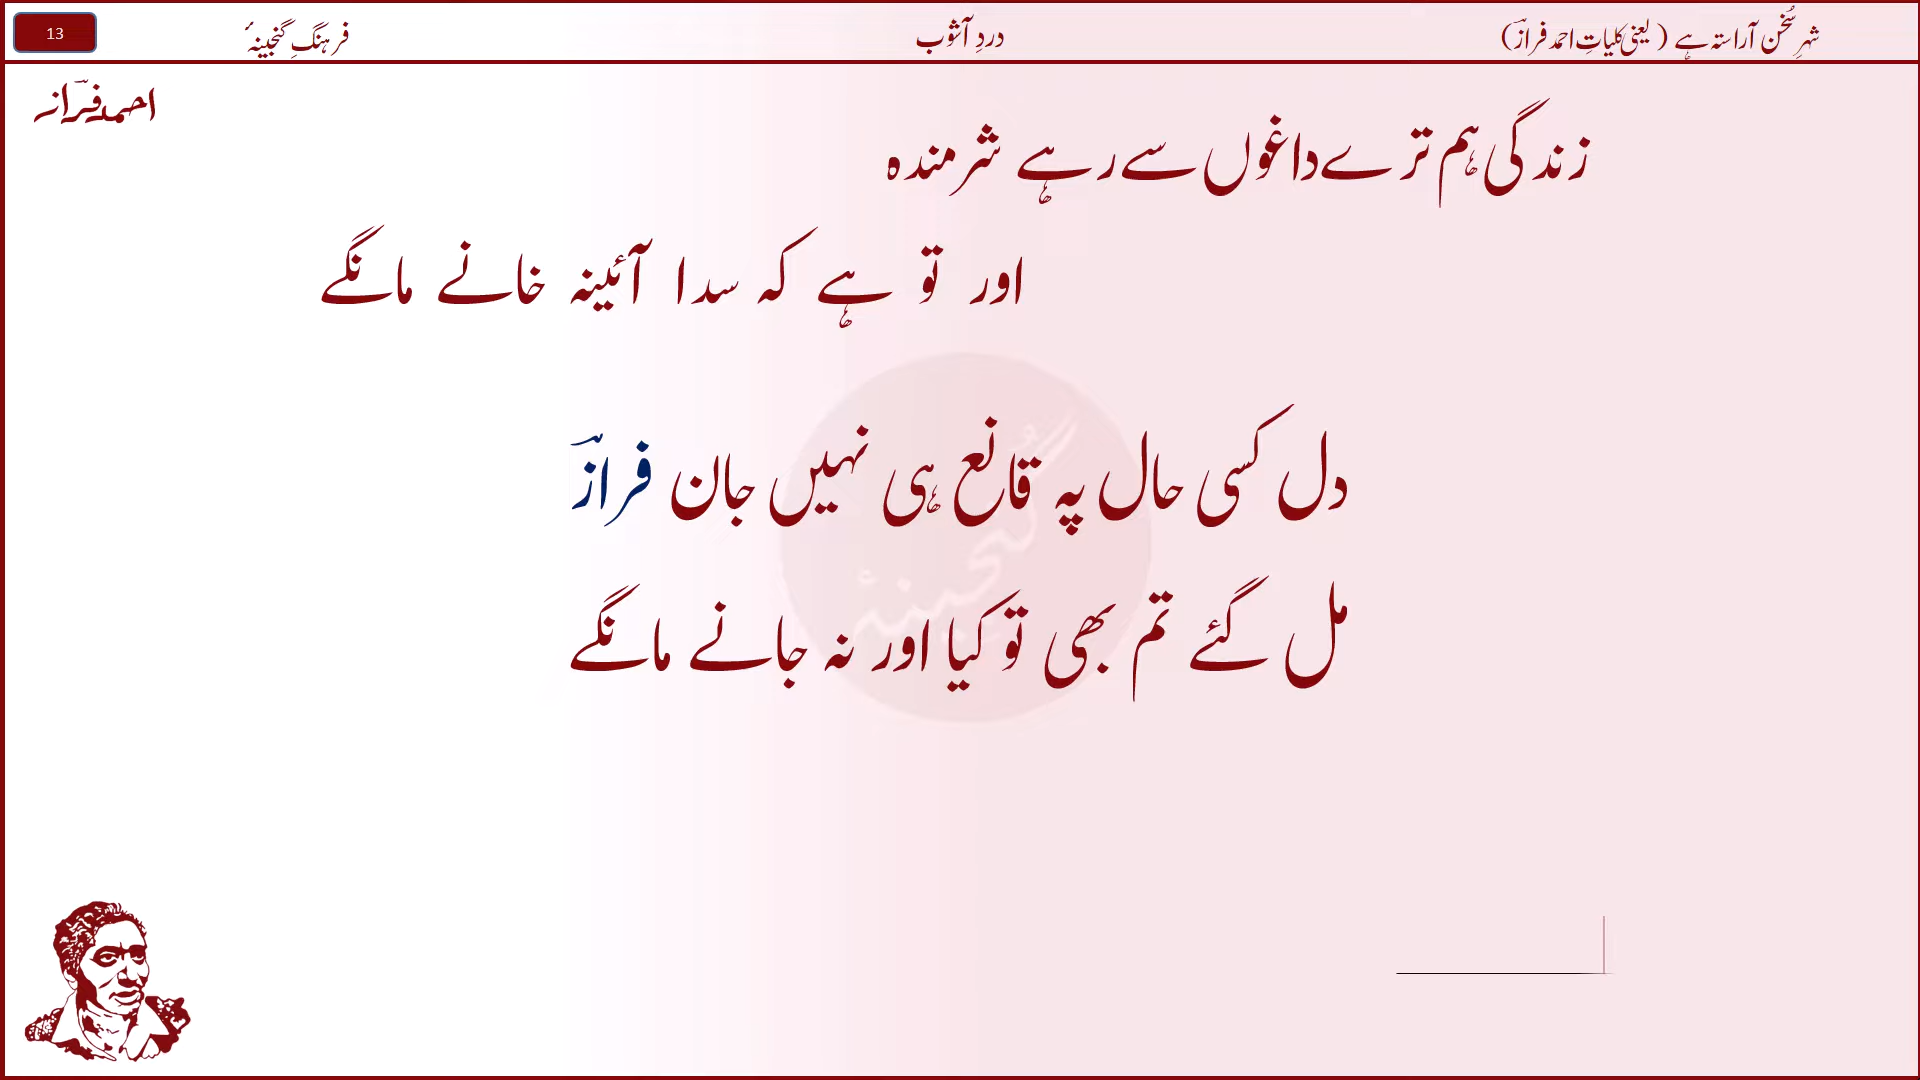 شہرِ سُخن آراستہ ہے (یعنی کلیاتِ احمد فرازؔ)
دردِ آشوب
فرہنگِ گنجینۂ
13
احمد فرازؔ
زندگی ہم ترے داغوں سے رہے شرمندہ
اور تو ہے کہ سدا آئینہ خانے مانگے
دل کسی حال پہ قانع ہی نہیں جان فرازؔ
مل گئے تم بھی تو کیا اور نہ جانے مانگے
گنجینۂ